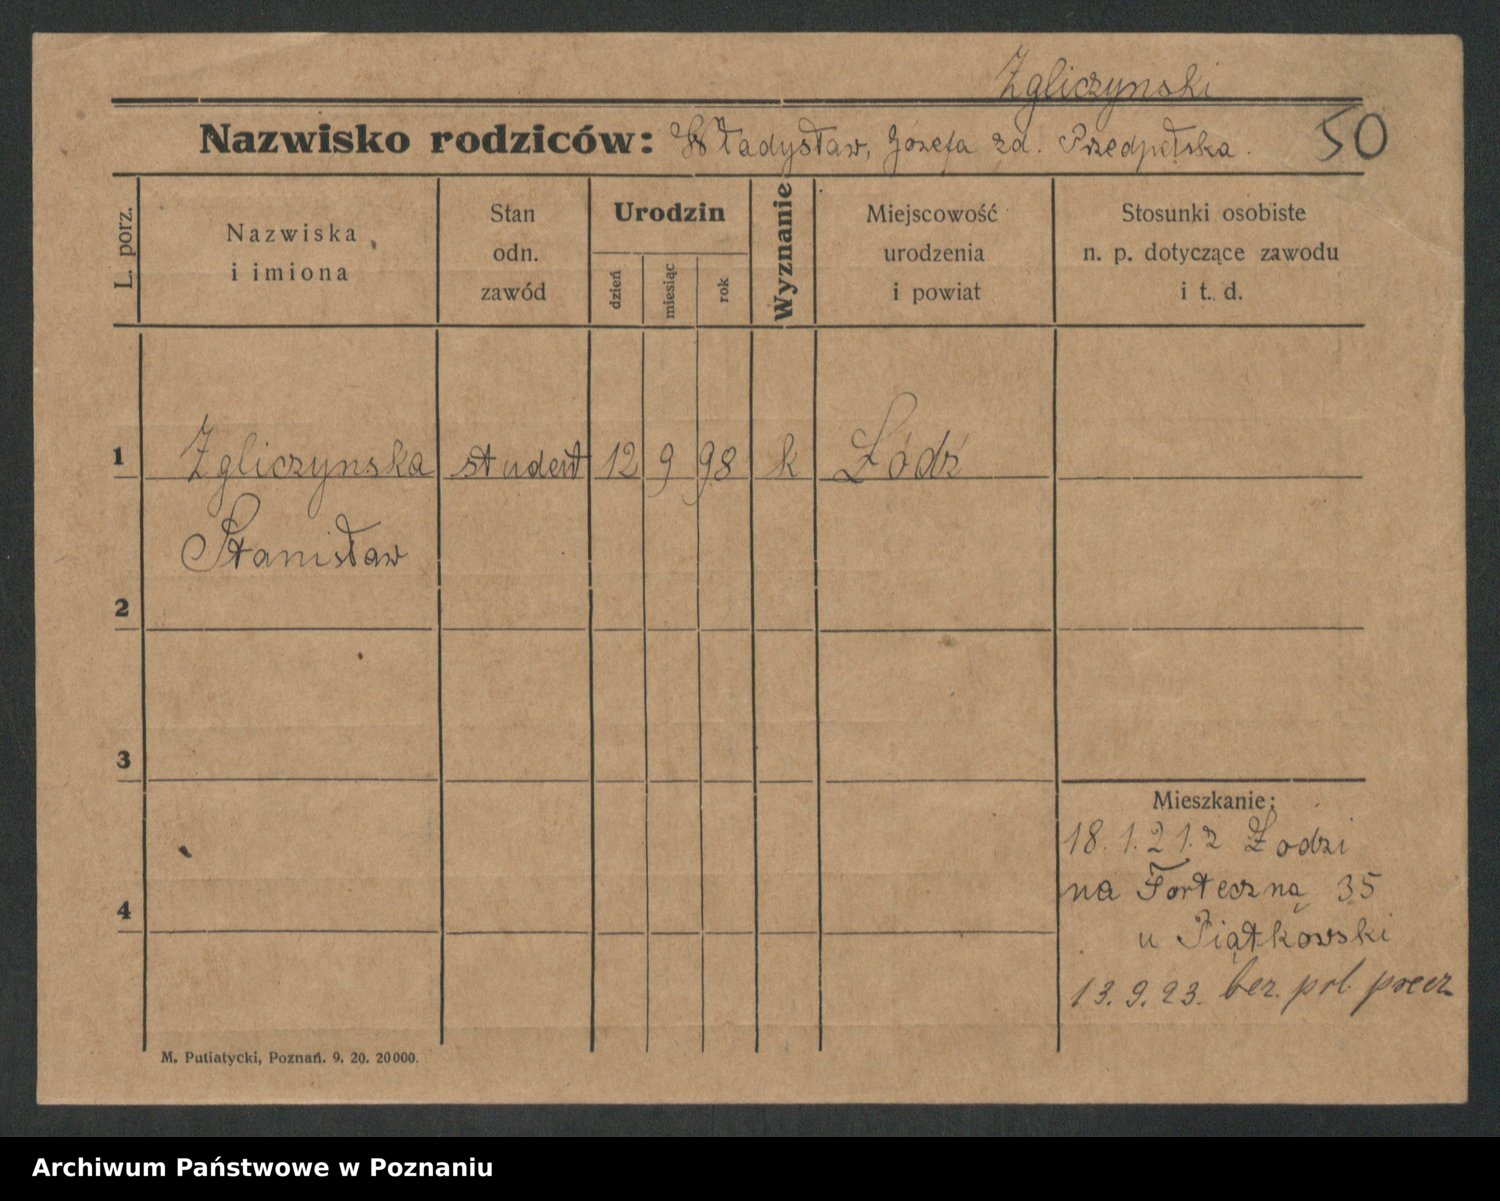 Zgliczynski
Nazwisko rodziców: Władysław, Józefa zd. Przedpełska. 50
L. porz.
Nazwiska
i imiona
Stan
odn.
zawód
Urodzin
dzień
miesiąc
rok
Wyznanie
Miejscowość
urodzenia
i powiat
Stosunki osobiste
n. p. dotyczące zawodu
i t. d.
1 Zgliczynska student 12 9 98 k Łódź
Stanisław
2
3
4
Mieszkanie:
18. 1. 21. z Łodzi
na Forteczną 35
u Piątkowski
13. 9. 23. bez
M. Putiatycki, Poznań. 9. 20. 20000.
Archiwum Państwowe w Poznaniu